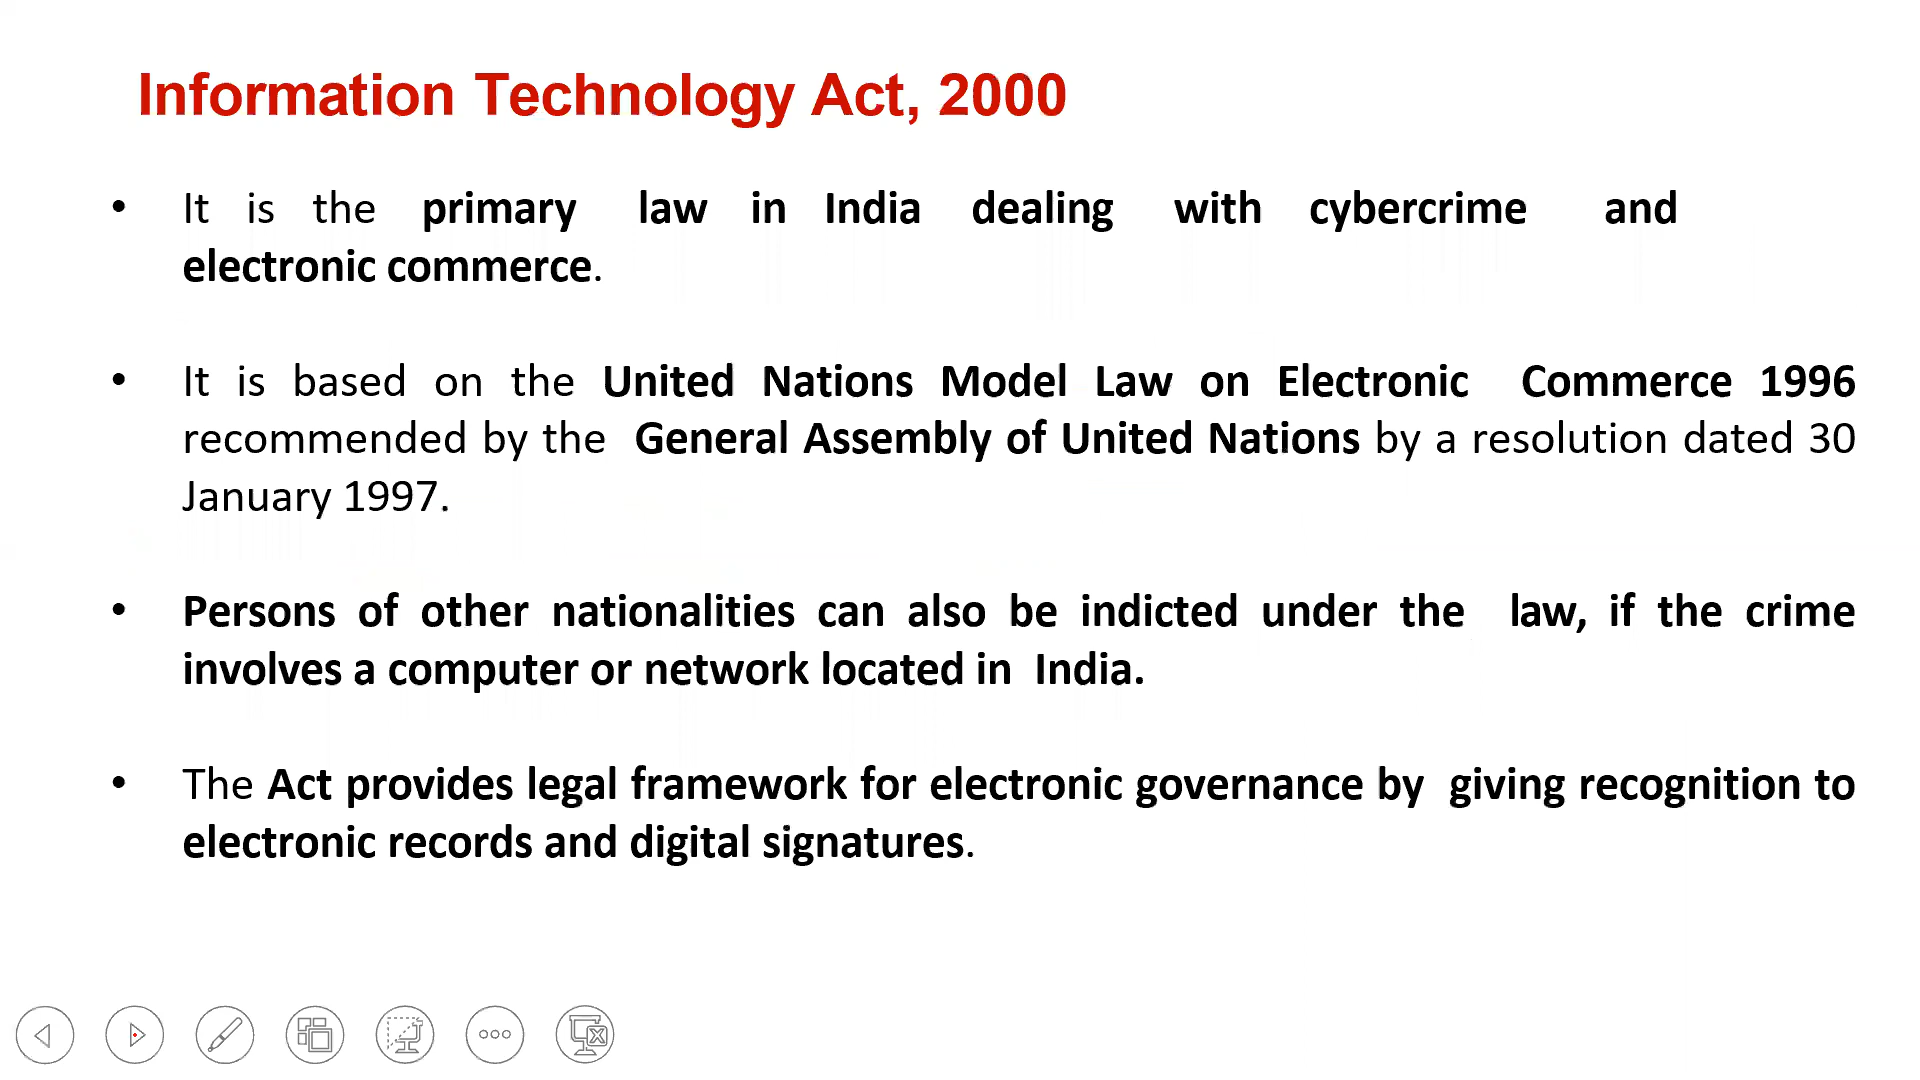 Information Technology Act, 2000
• It is the primary law in India dealing with cybercrime and
electronic commerce.
• It is based on the United Nations Model Law on Electronic Commerce 1996
recommended by the General Assembly of United Nations by a resolution dated 30
January 1997.
• Persons of other nationalities can also be indicted under the law, if the crime
involves a computer or network located in India.
• The Act provides legal framework for electronic governance by giving recognition to
electronic records and digital signatures.